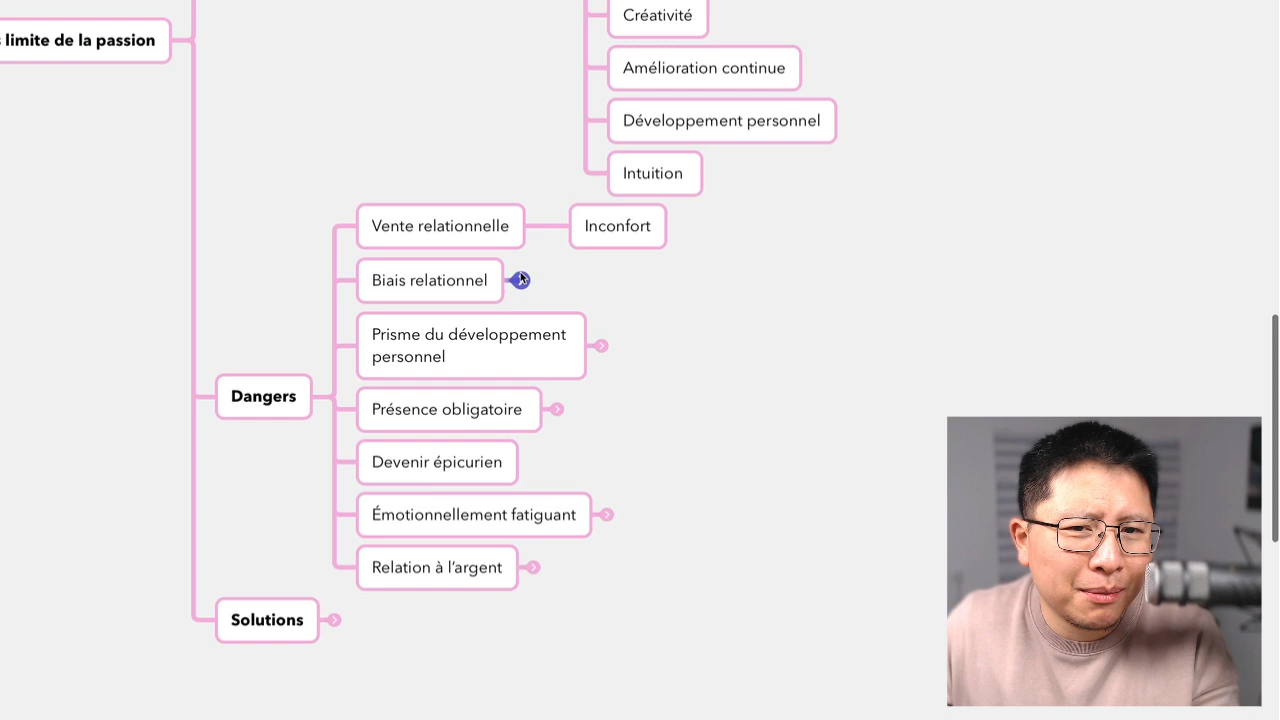 limite de la passion
Créativité
Amélioration continue
Développement personnel
Intuition
Vente relationnelle
Inconfort
Biais relationnel
Prisme du développement
personnel
Présence obligatoire
Dangers
Devenir épicurien
Émotionnellement fatiguant
Relation à l’argent
Solutions